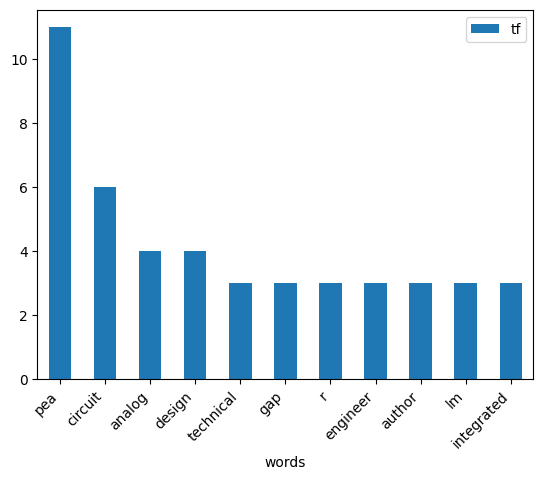 tf
10
8
6
4
2
0
pea
circuit
analog
design
technical
gap
r
engineer
author
lm
integrated
words